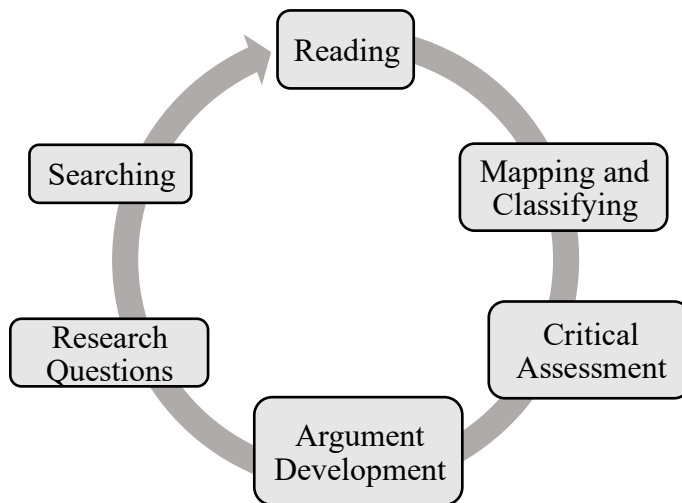 Reading
Mapping and
Classifying
Critical
Assessment
Argument
Development
Research
Questions
Searching